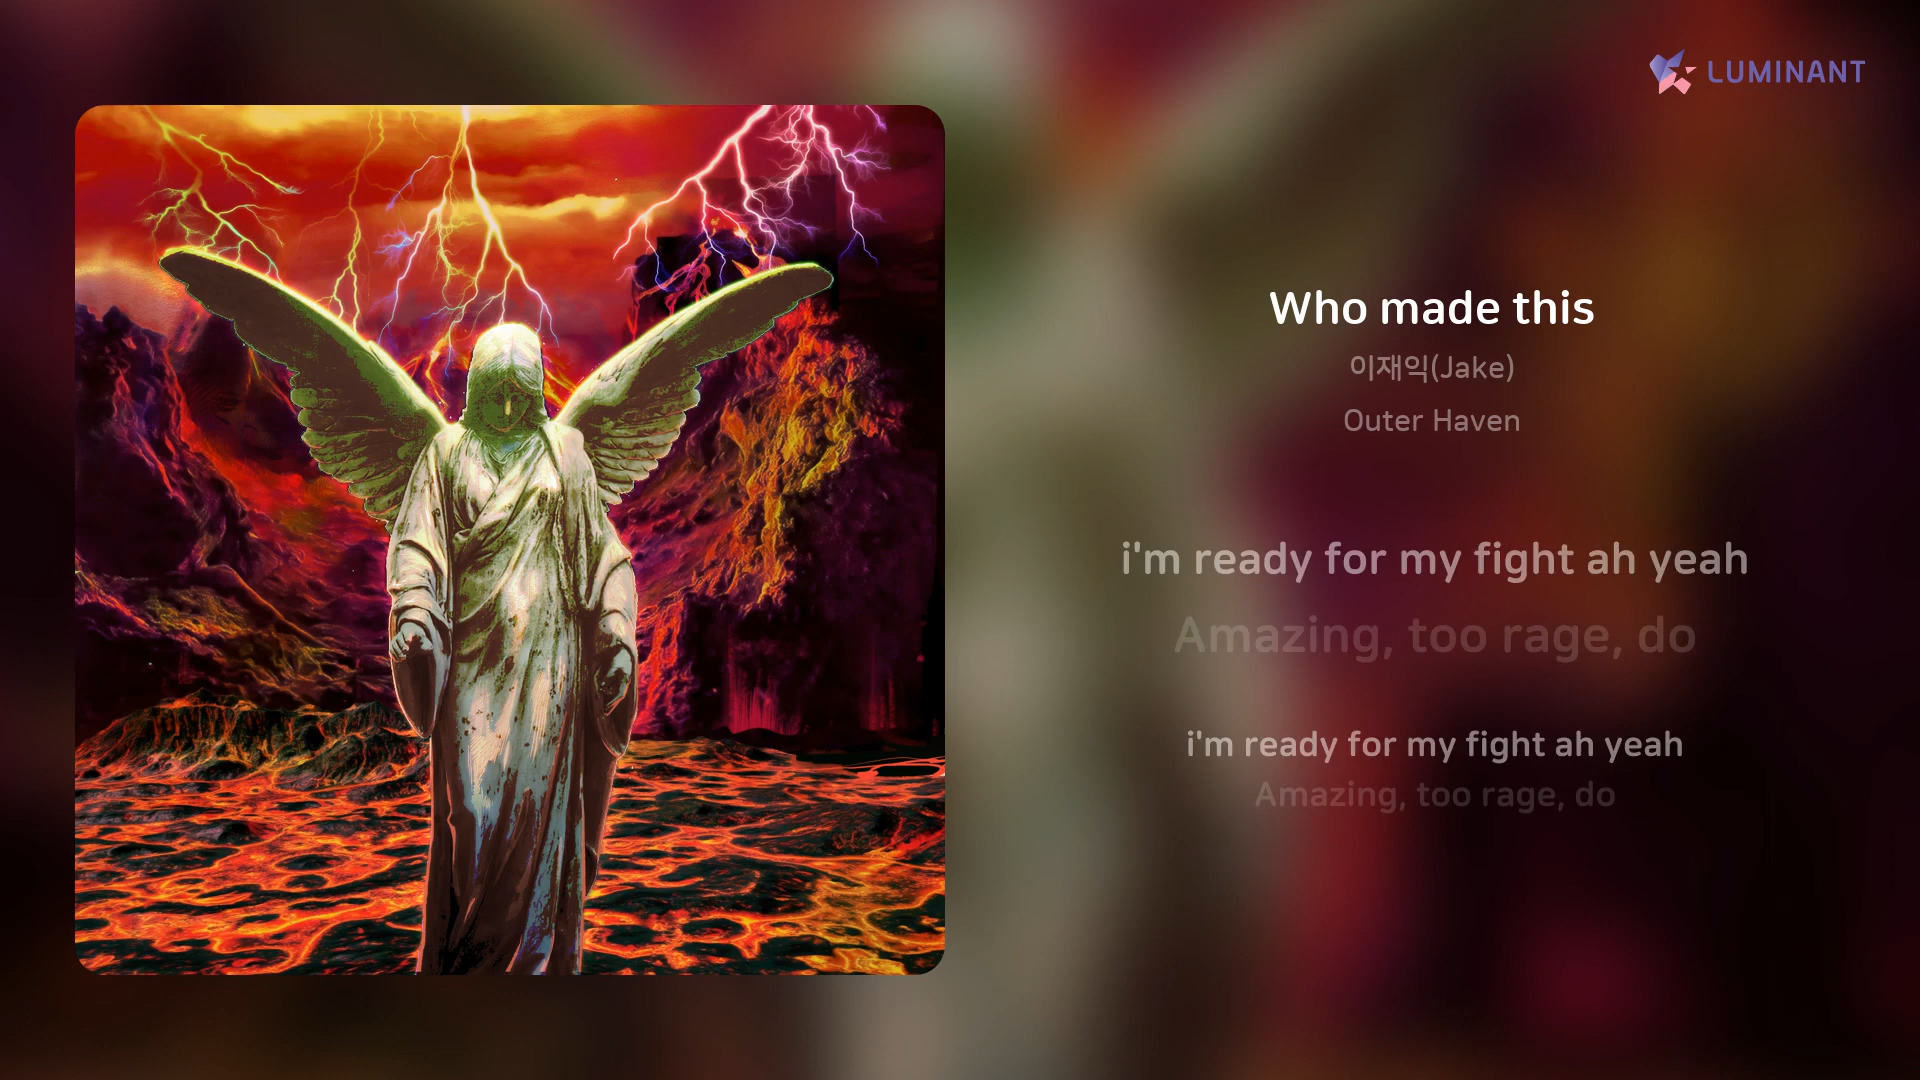 LUMINANT
Who made this
이재익(Jake)
Outer Haven
i'm ready for my fight ah yeah
Amazing, too rage, do
i'm ready for my fight ah yeah
Amazing, too rage, do